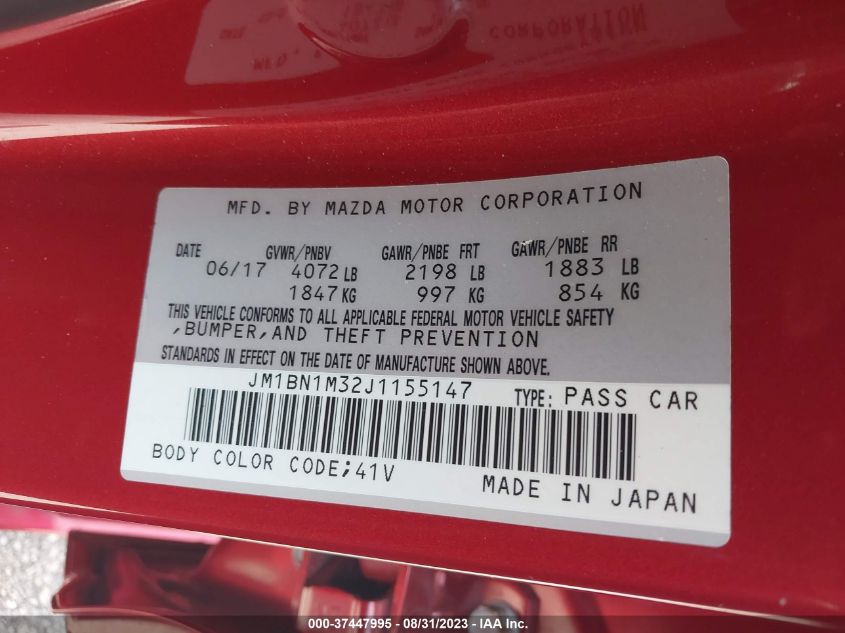 MFD. BY MAZDA MOTOR CORPORATION
DATE GVWR/PNBV GAWR/PNBE FRT GAWR/PNBE RR
06/17 4072 LB 2198 LB 1883 LB
1847 KG 997 KG 854 KG
THIS VEHICLE CONFORMS TO ALL APPLICABLE FEDERAL MOTOR VEHICLE SAFETY
,BUMPER,AND THEFT PREVENTION
STANDARDS IN EFFECT ON THE DATE OF MANUFACTURE SHOWN ABOVE.
JM1BN1M32J1155147 TYPE: PASS CAR
BODY COLOR CODE;41V
MADE IN JAPAN
000-37447995 - 08/31/2023 - IAA Inc.